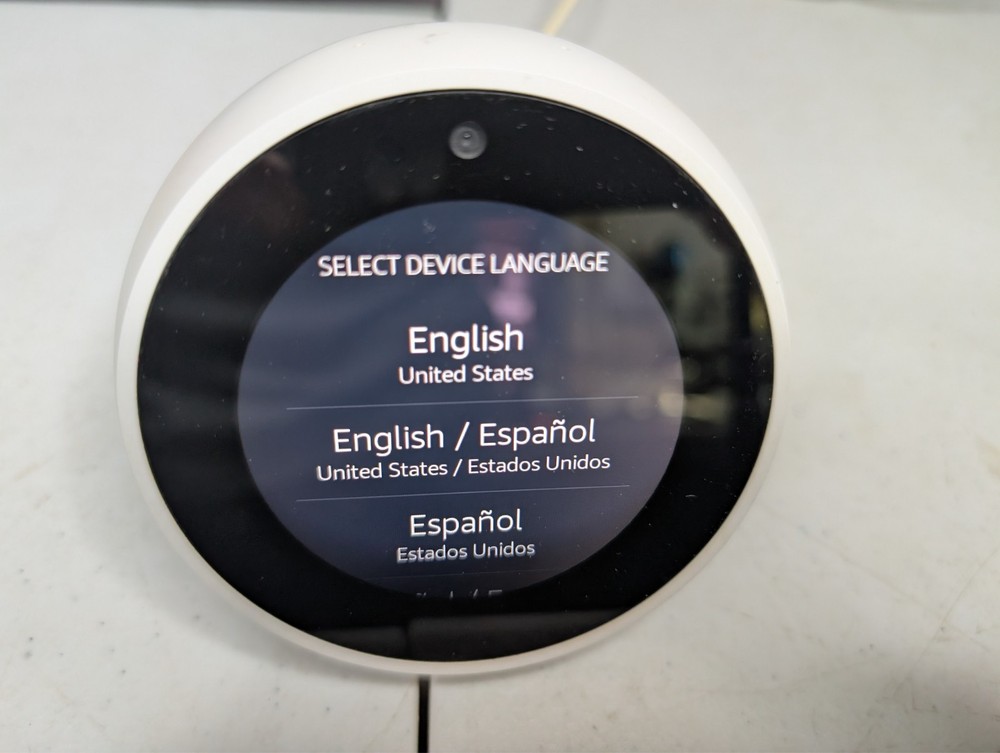 SELECT DEVICE LANGUAGE
English
United States
English / Español
United States / Estados Unidos
Español
Estados Unidos